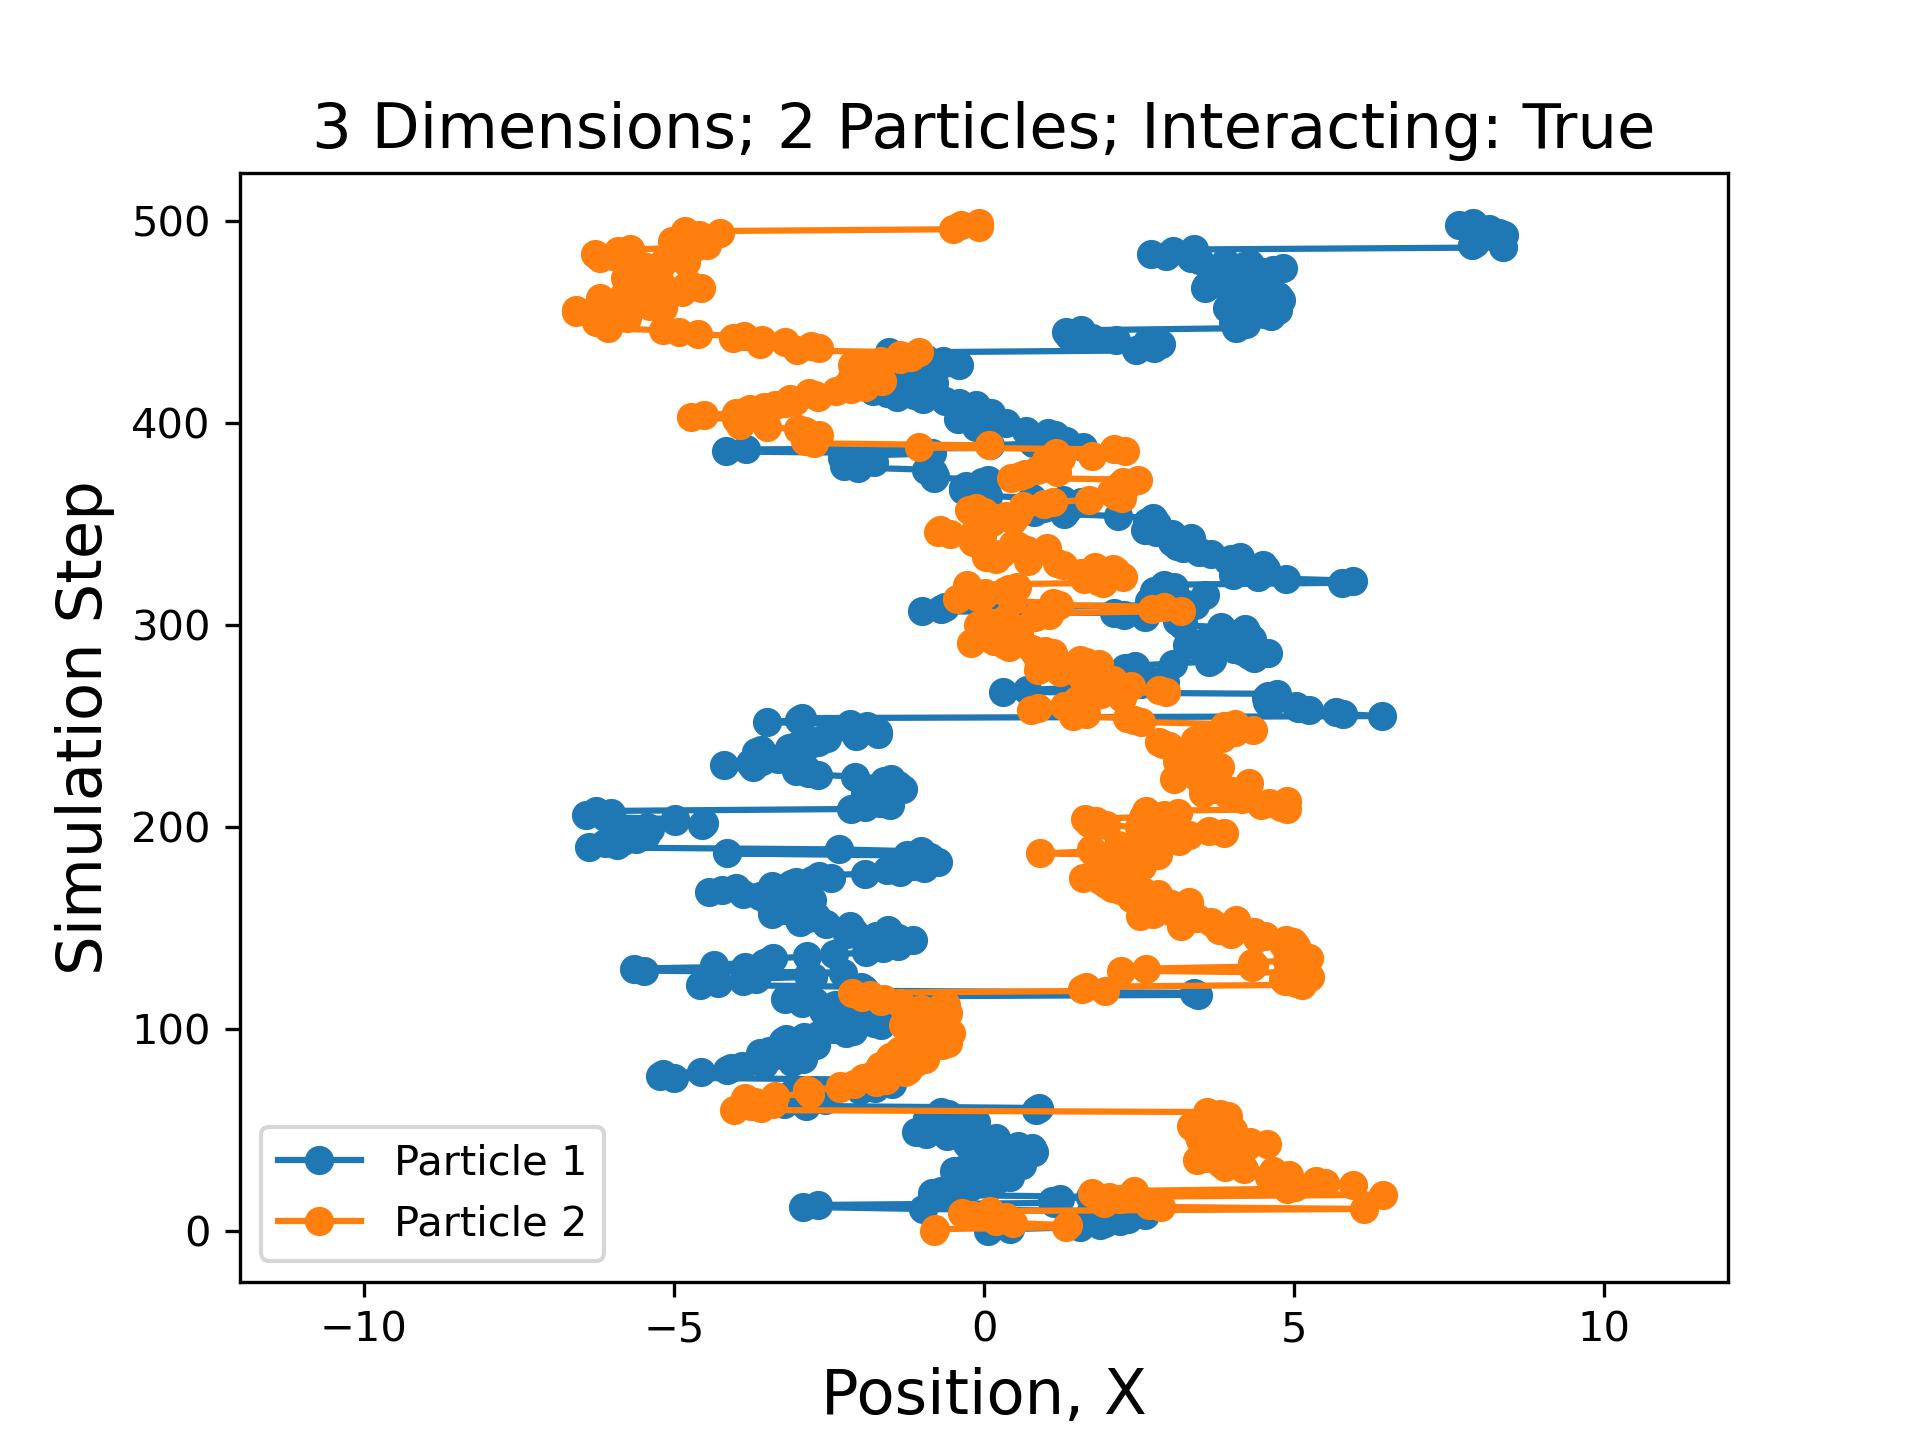 3 Dimensions; 2 Particles; Interacting: True
Simulation Step
500
400
300
200
100
0
Particle 1
Particle 2
−10
−5
0
5
10
Position, X